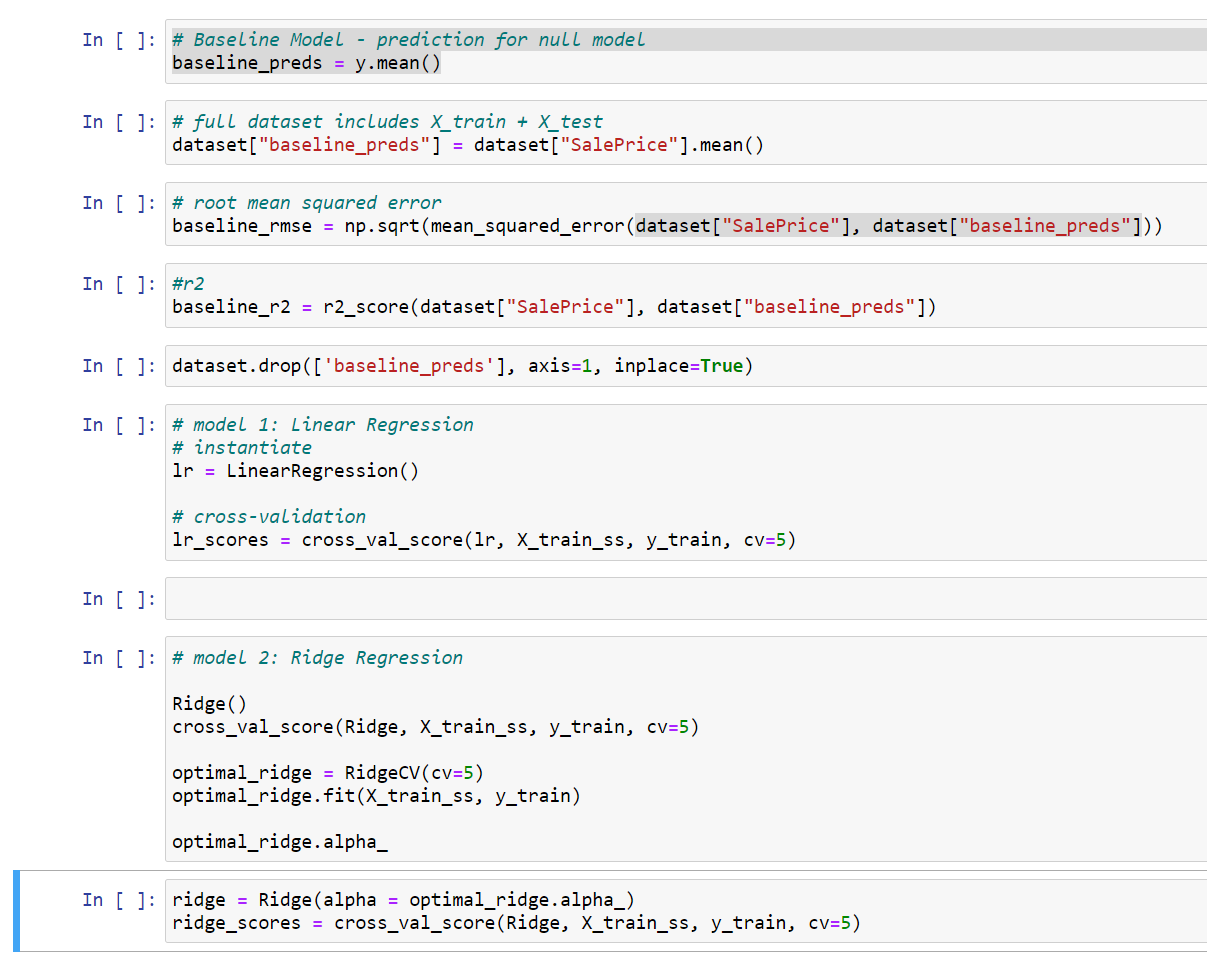 In [ ]: # Baseline Model - prediction for null model
baseline_preds = y.mean()
In [ ]: # full dataset includes X_train + X_test
dataset["baseline_preds"] = dataset["SalePrice"].mean()
In [ ]: # root mean squared error
baseline_rmse = np.sqrt(mean_squared_error(dataset["SalePrice"], dataset["baseline_preds"]))
In [ ]: #r2
baseline_r2 = r2_score(dataset["SalePrice"], dataset["baseline_preds"])
In [ ]: dataset.drop(['baseline_preds'], axis=1, inplace=True)
In [ ]: # model 1: Linear Regression
# instantiate
lr = LinearRegression()
# cross-validation
lr_scores = cross_val_score(lr, X_train_ss, y_train, cv=5)
In [ ]:
In [ ]: # model 2: Ridge Regression
Ridge()
cross_val_score(Ridge, X_train_ss, y_train, cv=5)
optimal_ridge = RidgeCV(cv=5)
optimal_ridge.fit(X_train_ss, y_train)
optimal_ridge.alpha_
In [ ]: ridge = Ridge(alpha = optimal_ridge.alpha_)
ridge_scores = cross_val_score(Ridge, X_train_ss, y_train, cv=5)